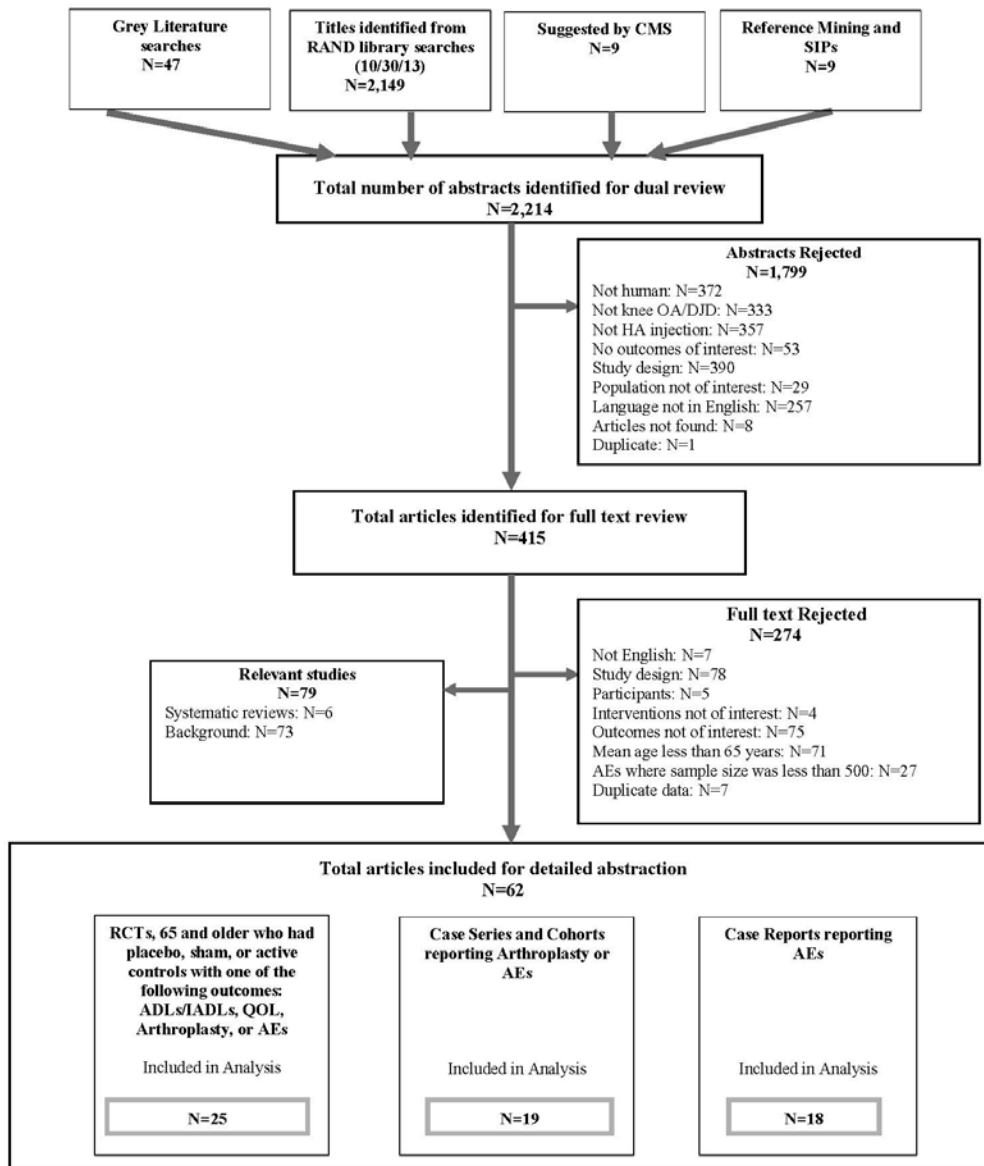 Grey Literature
searches
N=47
Titles identified from
RAND library searches
(10/30/13)
N=2,149
Suggested by CMS
N=9
Reference Mining and
SIPs
N=9
Total number of abstracts identified for dual review
N=2,214
Abstracts Rejected
N=1,799
Not human: N=372
Not knee OA/DJD: N=333
Not HA injection: N=357
No outcomes of interest: N=53
Study design: N=390
Population not of interest: N=29
Language not in English: N=257
Articles not found: N=8
Duplicate: N=1
Total articles identified for full text review
N=415
Full text Rejected
N=274
Not English: N=7
Study design: N=78
Participants: N=5
Interventions not of interest: N=4
Outcomes not of interest: N=75
Mean age less than 65 years: N=71
AEs where sample size was less than 500: N=27
Duplicate data: N=7
Relevant studies
N=79
Systematic reviews: N=6
Background: N=73
Total articles included for detailed abstraction
N=62
RCTs, 65 and older who had
placebo, sham, or active
controls with one of the
following outcomes:
ADLs/IADLs, QOL,
Arthroplasty, or AEs
Included in Analysis
N=25
Case Series and Cohorts
reporting Arthroplasty or
AEs
Included in Analysis
N=19
Case Reports reporting
AEs
Included in Analysis
N=18